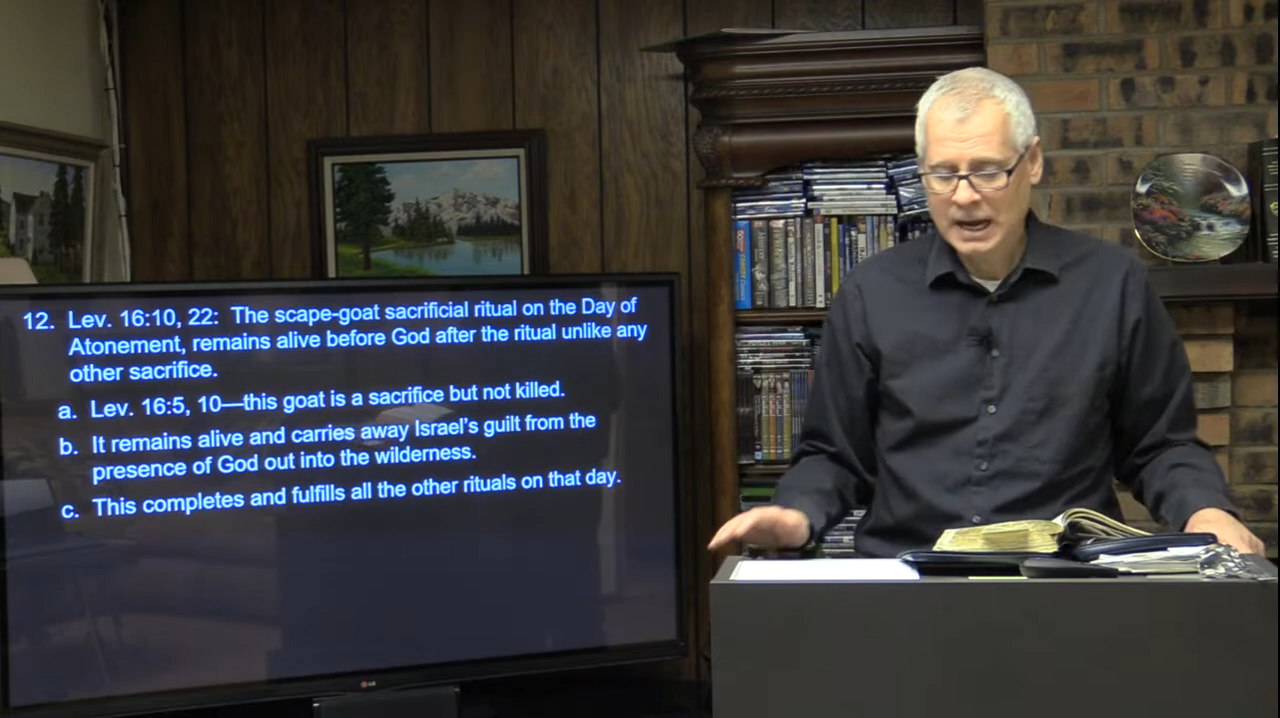 12. Lev. 16:10, 22: The scape-goat sacrificial ritual on the Day of
Atonement, remains alive before God after the ritual unlike any
other sacrifice.
a. Lev. 16:5, 10—this goat is a sacrifice but not killed.
b. It remains alive and carries away Israel's guilt from the
presence of God out into the wilderness.
c. This completes and fulfills all the other rituals on that day.
LG